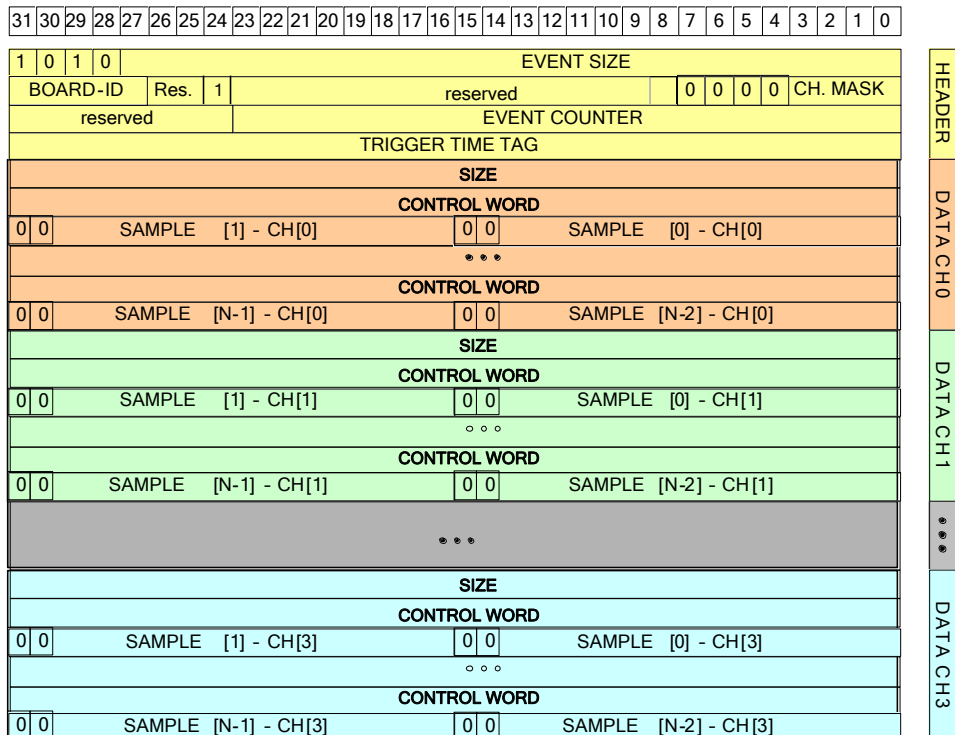 31 30 29 28 27 26 25 24 23 22 21 20 19 18 17 16 15 14 13 12 11 10 9 8 7 6 5 4 3 2 1 0
1 0 1 0 EVENT SIZE
BOARD-ID Res. 1 reserved 0 0 0 0 CH. MASK
reserved EVENT COUNTER
TRIGGER TIME TAG
HEADER
SIZE
CONTROL WORD
0 0 SAMPLE [1] - CH[0] 0 0 SAMPLE [0] - CH[0]
CONTROL WORD
0 0 SAMPLE [N-1] - CH[0] 0 0 SAMPLE [N-2] - CH[0]
DATA CH0
SIZE
CONTROL WORD
0 0 SAMPLE [1] - CH[1] 0 0 SAMPLE [0] - CH[1]
CONTROL WORD
0 0 SAMPLE [N-1] - CH[1] 0 0 SAMPLE [N-2] - CH[1]
DATA CH1
SIZE
CONTROL WORD
0 0 SAMPLE [1] - CH[3] 0 0 SAMPLE [0] - CH[3]
CONTROL WORD
0 0 SAMPLE [N-1] - CH[3] 0 0 SAMPLE [N-2] - CH[3]
DATA CH3